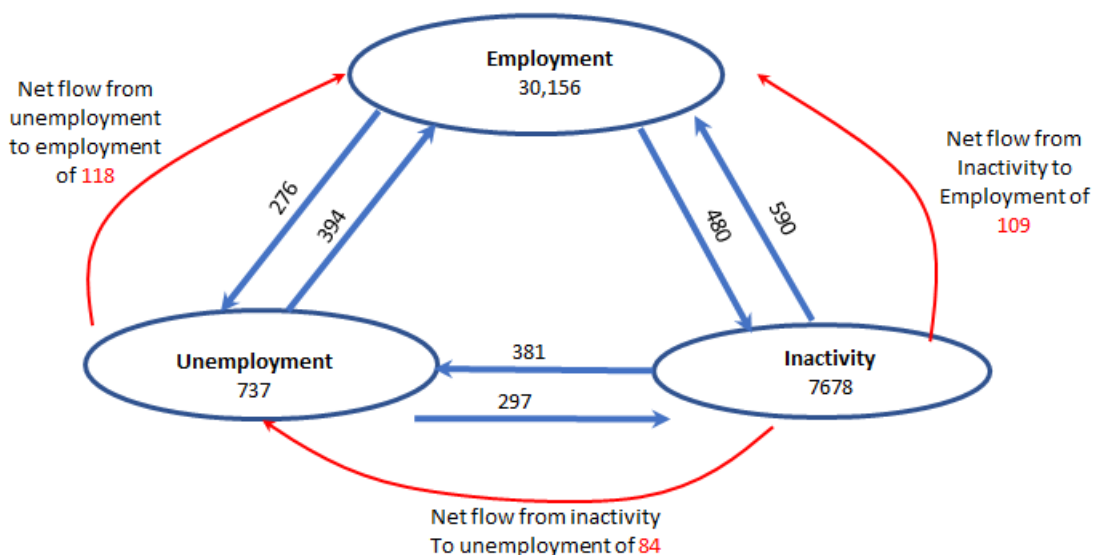 Employment
30,156
Net flow from
unemployment
to employment
of 118
Net flow from
Inactivity to
Employment of
109
276
394
480
590
Unemployment
737
381
297
Inactivity
7678
Net flow from inactivity
To unemployment of 84